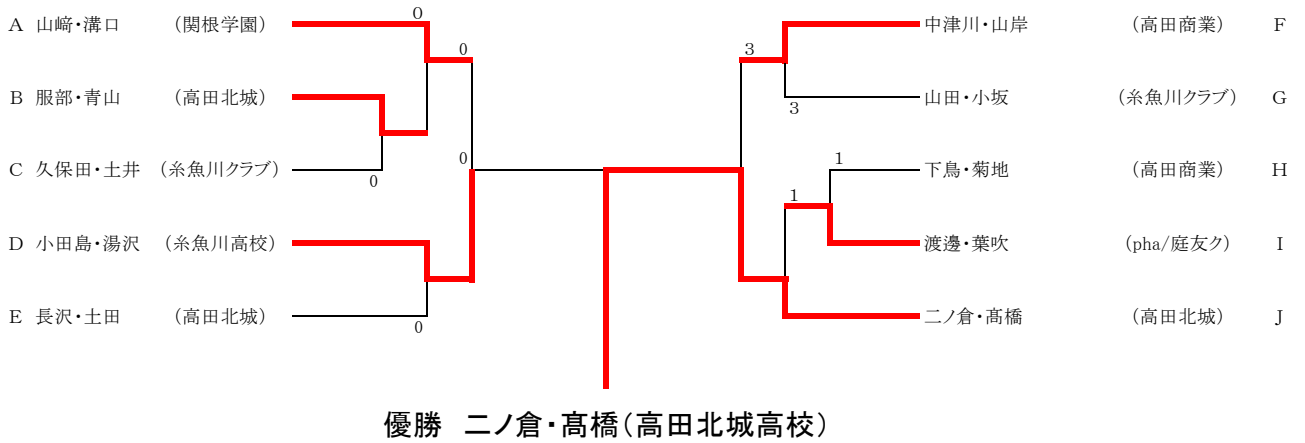 A 山﨑・溝口 (関根学園) 0
0
B 服部・青山 (高田北城)
C 久保田・土井 (糸魚川クラブ) 0
0
D 小田島・湯沢 (糸魚川高校)
E 長沢・土田 (高田北城) 0
中津川・山岸 (高田商業) F
3
山田・小坂 (糸魚川クラブ) G
3
下鳥・菊地 (高田商業) H
1
1
渡邊・葉吹 (pha/庭友ク) I
二ノ倉・髙橋 (高田北城) J
優勝 二ノ倉・髙橋(高田北城高校)